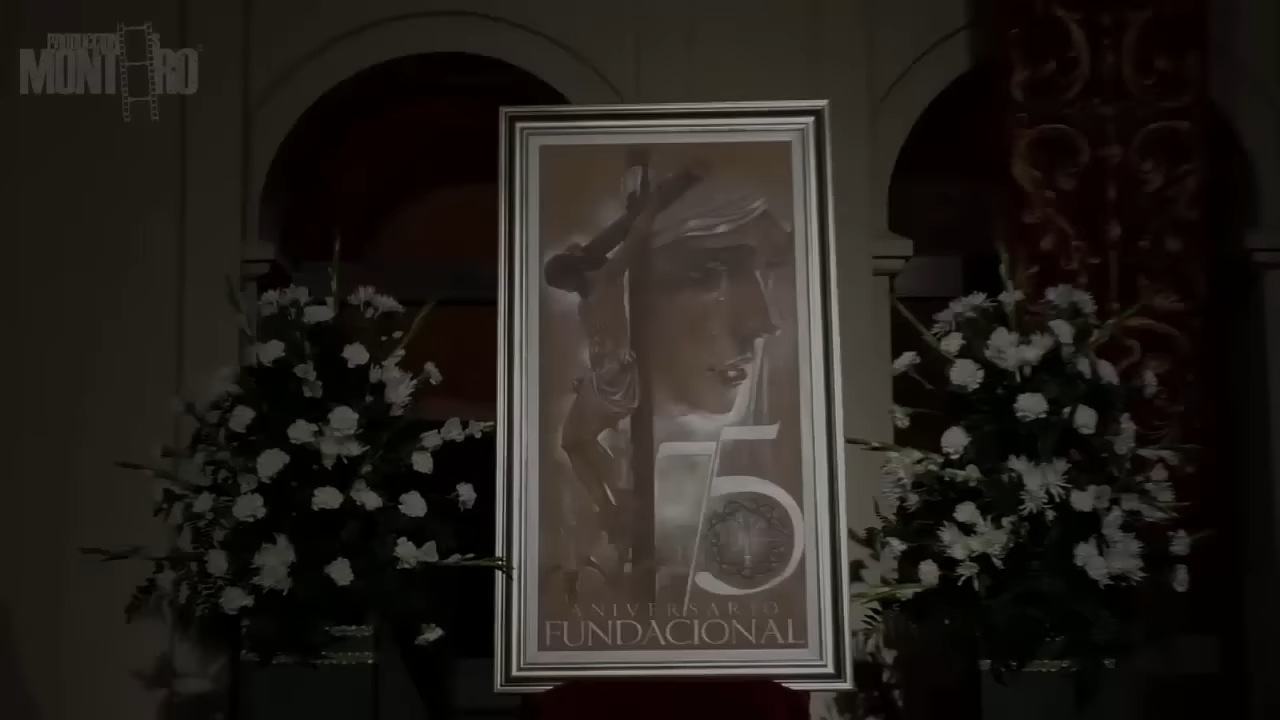 PRODUCCIONES
MONTERO
75
ANIVERSARIO
FUNDACIONAL